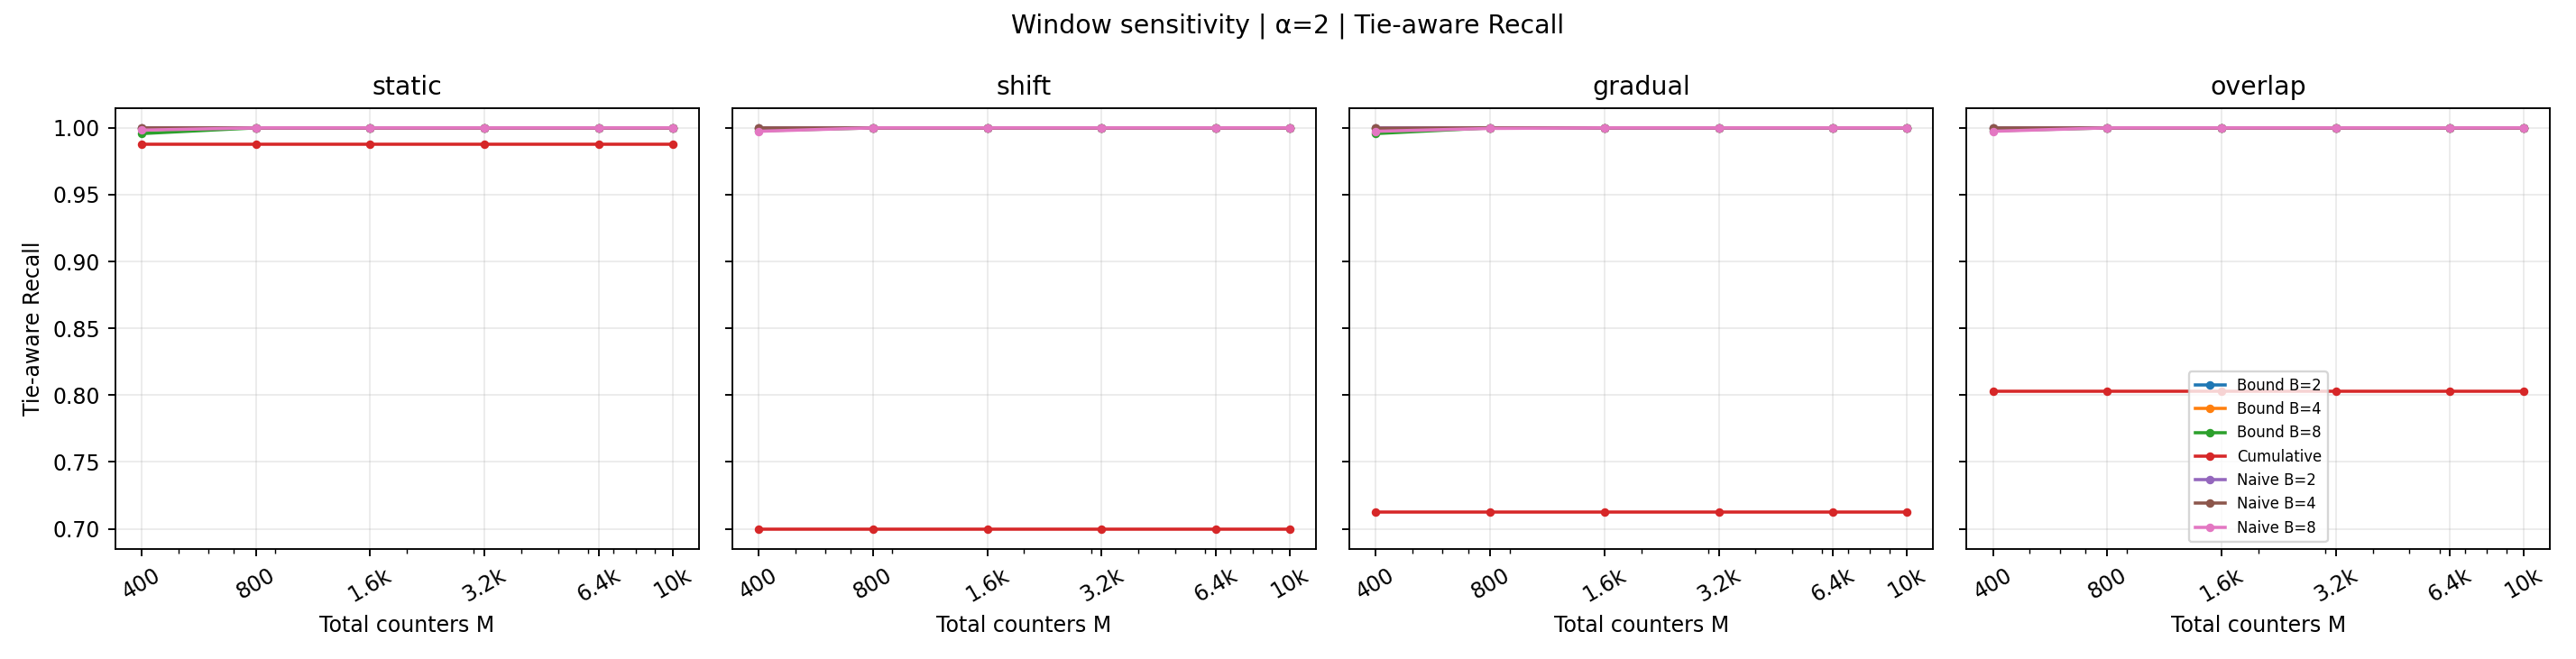 Window sensitivity | α=2 | Tie-aware Recall
static
shift
gradual
overlap
Tie-aware Recall
1.00
0.95
0.90
0.85
0.80
0.75
0.70
400 800 1.6k 3.2k 6.4k 10k
400 800 1.6k 3.2k 6.4k 10k
400 800 1.6k 3.2k 6.4k 10k
400 800 1.6k 3.2k 6.4k 10k
Total counters M
Total counters M
Total counters M
Total counters M
Bound B=2
Bound B=4
Bound B=8
Cumulative
Naive B=2
Naive B=4
Naive B=8